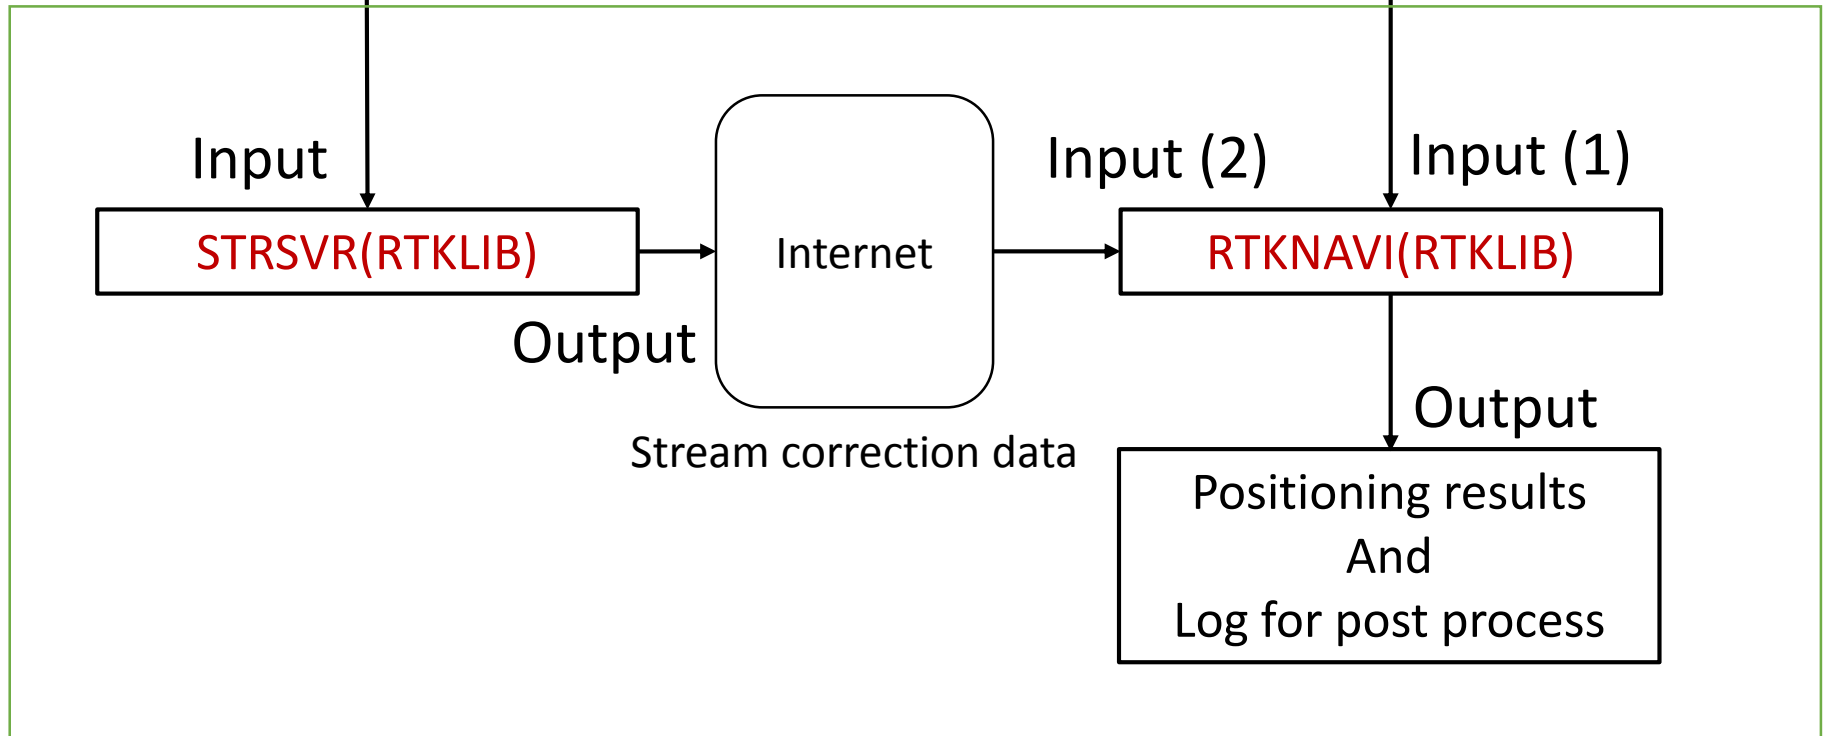 Input
Input (2)
Input (1)
STRSVR(RTKLIB)
Internet
RTKNAVI(RTKLIB)
Output
Output
Stream correction data
Positioning results
And
Log for post process